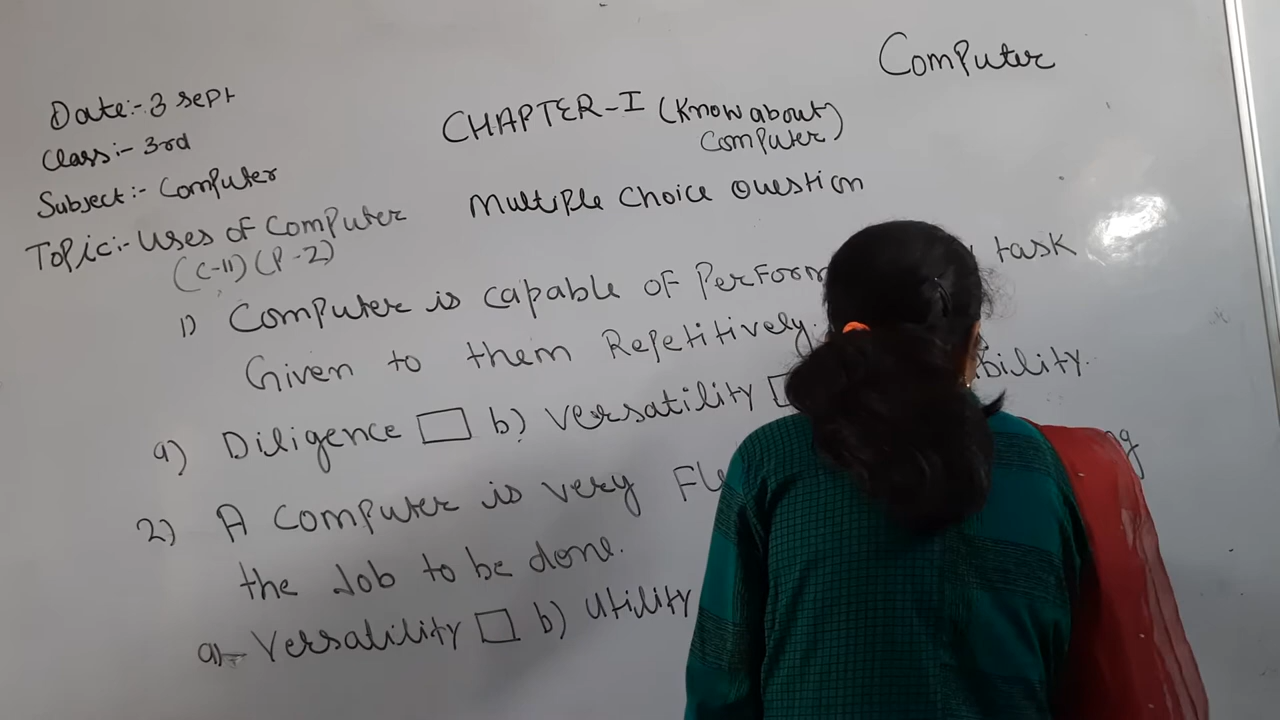 Computer
Date:- 3 sept
Class:- 3rd
Subject:- Computer
Topic:- Uses of Computer
(C-11) (P-2)
CHAPTER-I (Know about
Computer)
Multiple Choice Question
1) Computer is capable of Perform task
Given to them Repetitively.
a) Diligence b) Versatility bility.
2) A Computer is very Fle g
the Job to be done.
a) Versalility b) Utility